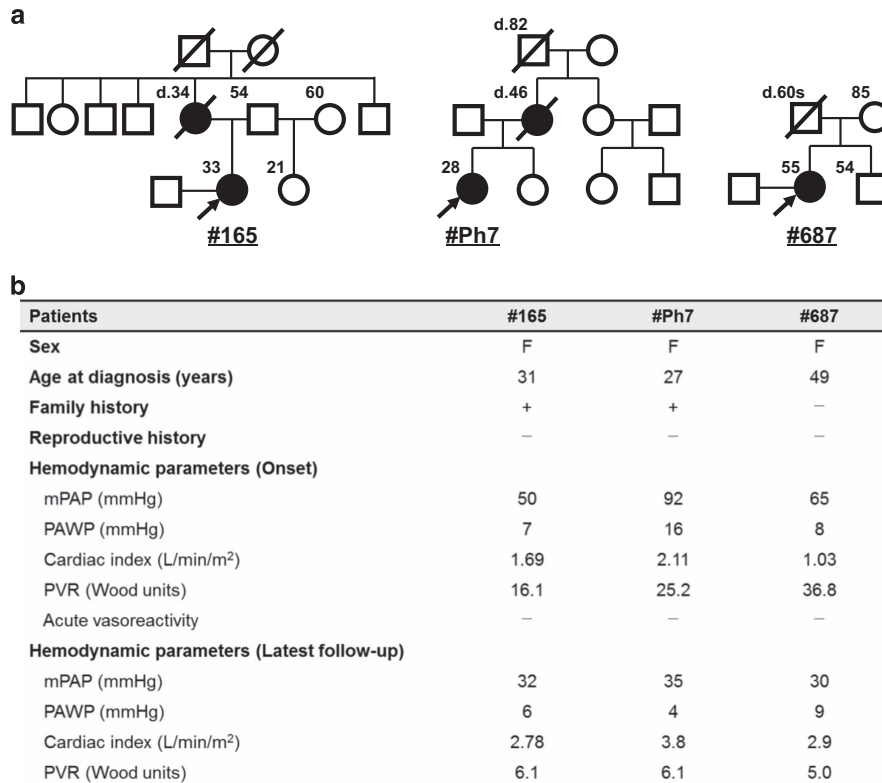 a
d.82
d.34 54 60
d.46
d.60s 85
33 21
28
55 54
#165
#Ph7
#687
b
Patients #165 #Ph7 #687
Sex F F F
Age at diagnosis (years) 31 27 49
Family history + + −
Reproductive history − − −
Hemodynamic parameters (Onset)
mPAP (mmHg) 50 92 65
PAWP (mmHg) 7 16 8
Cardiac index (L/min/m²) 1.69 2.11 1.03
PVR (Wood units) 16.1 25.2 36.8
Acute vasoreactivity − − −
Hemodynamic parameters (Latest follow-up)
mPAP (mmHg) 32 35 30
PAWP (mmHg) 6 4 9
Cardiac index (L/min/m²) 2.78 3.8 2.9
PVR (Wood units) 6.1 6.1 5.0